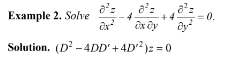 Example 2. Solve ∂²z/∂x² − 4 ∂²z/∂x ∂y + 4 ∂²z/∂y² = 0.
Solution. (D² − 4DD′ + 4D′²)z = 0